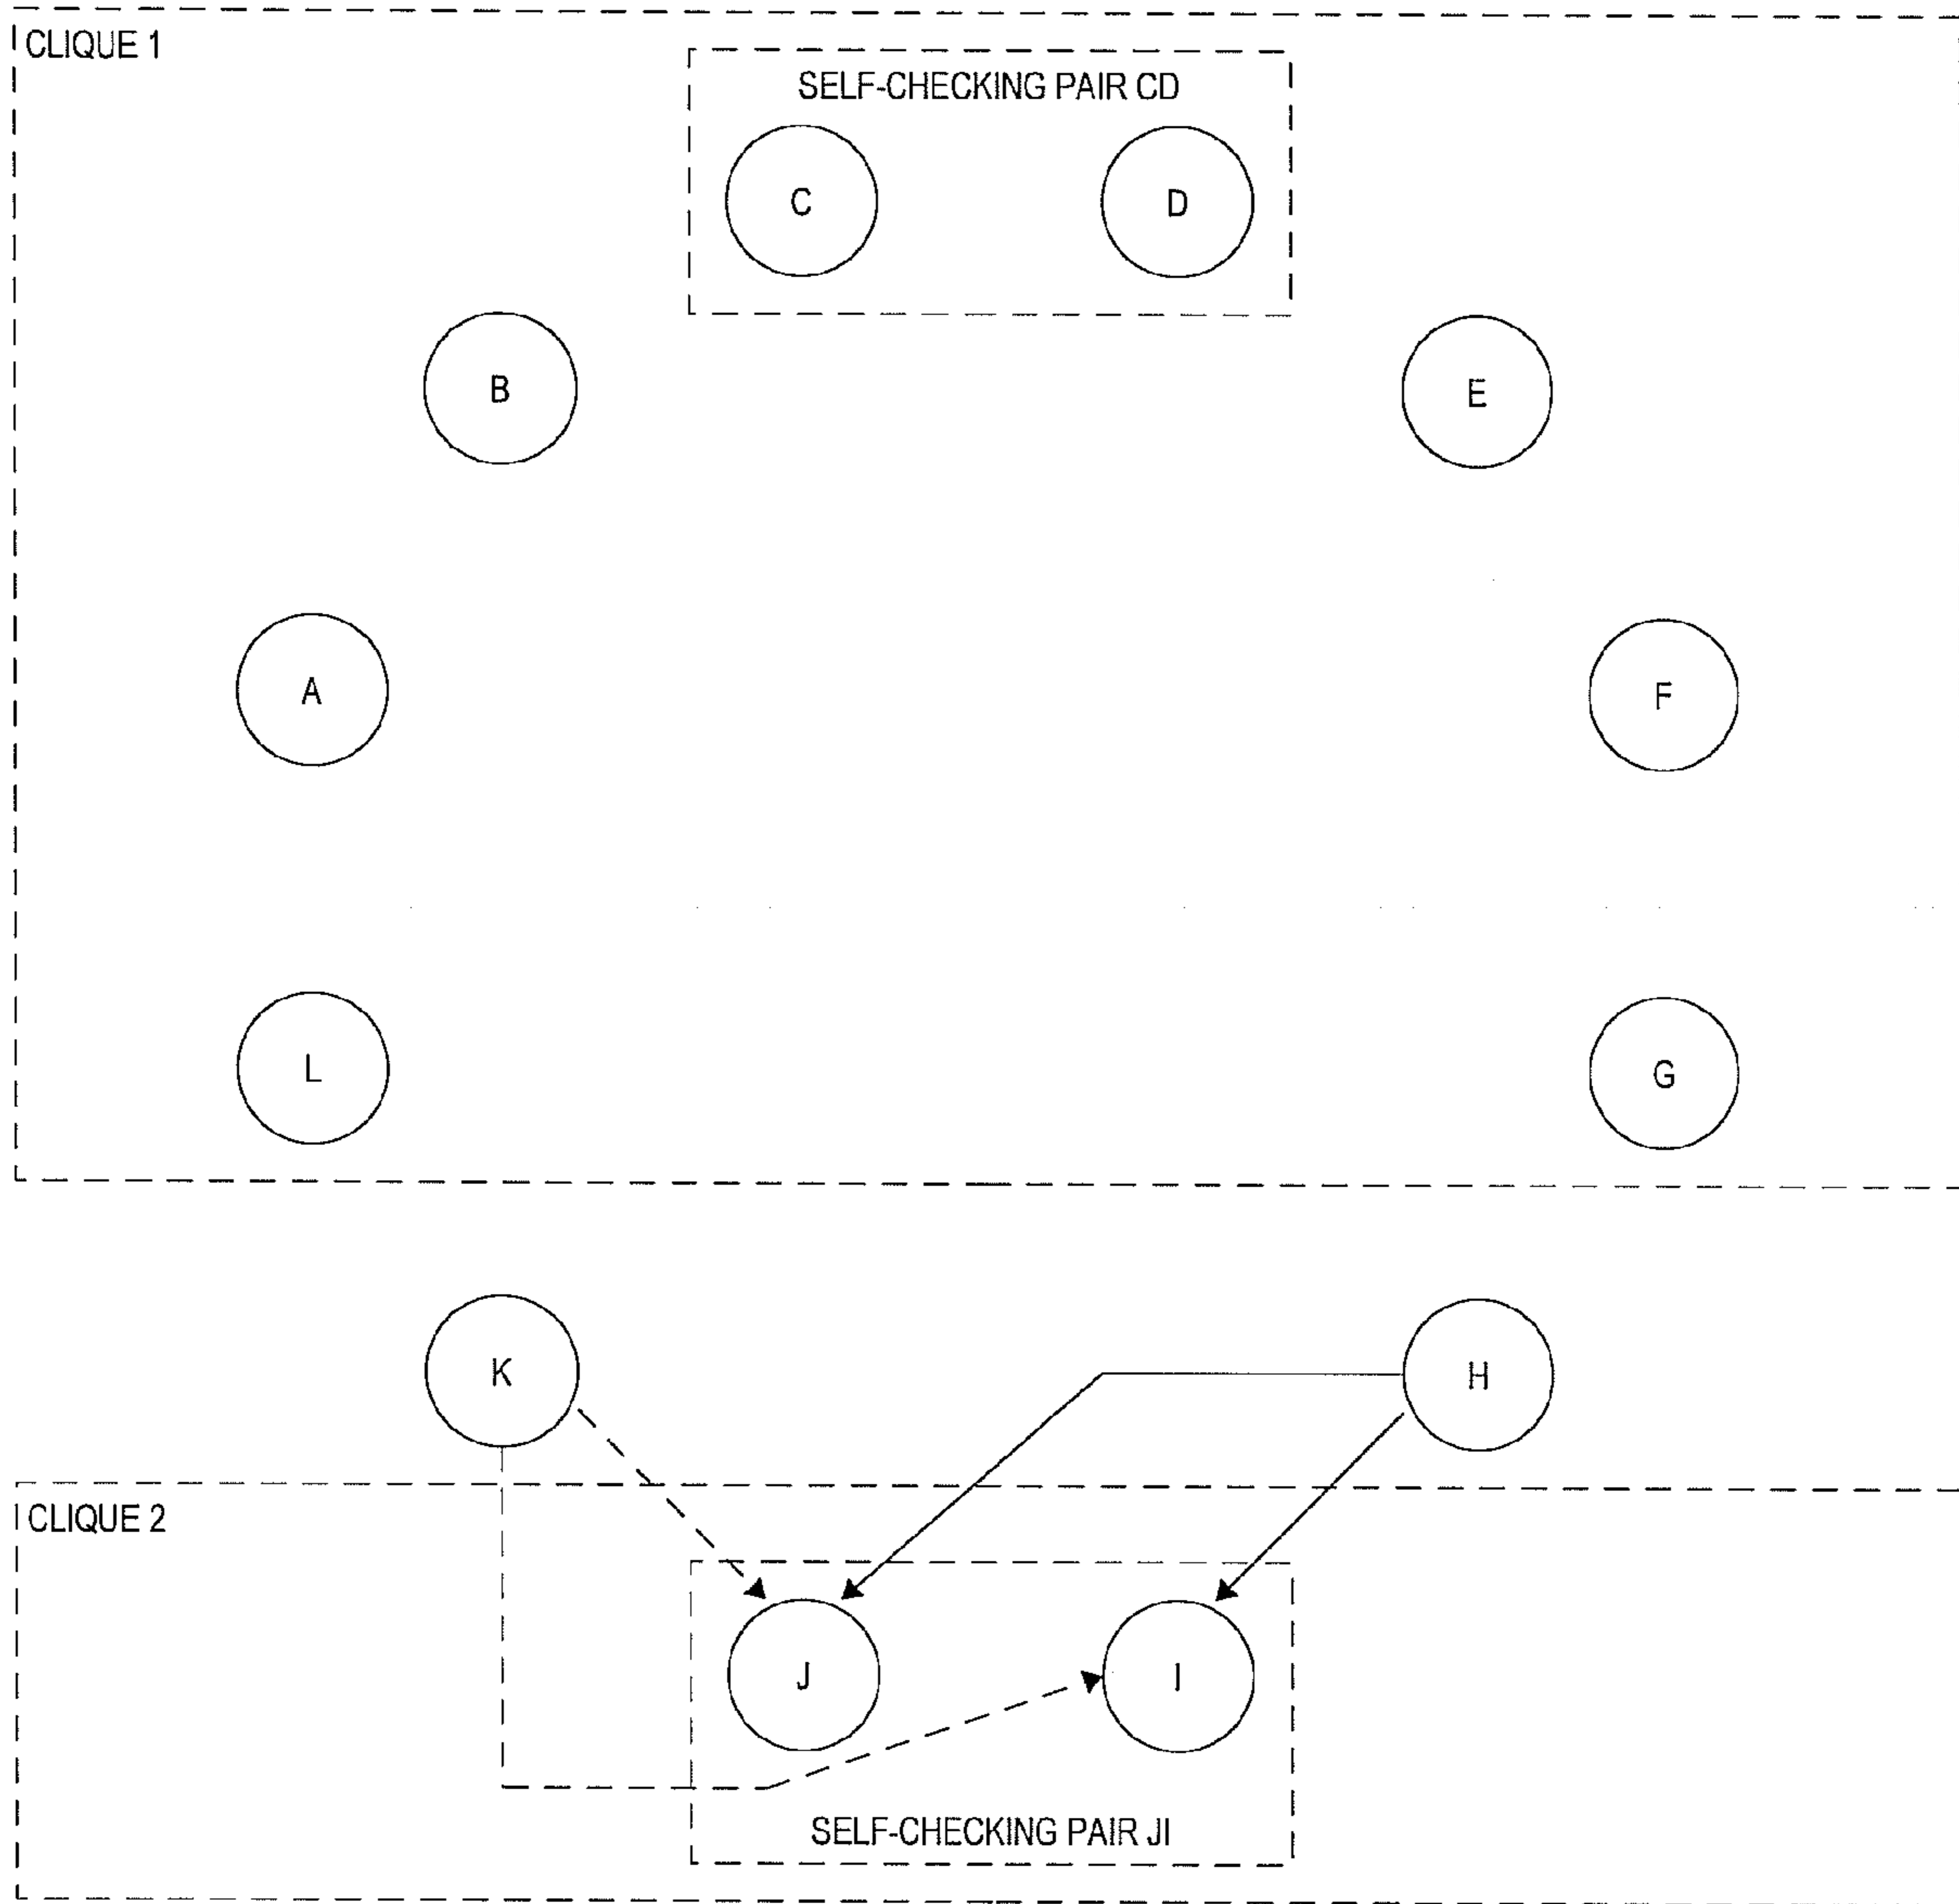 CLIQUE 1
SELF-CHECKING PAIR CD
C
D
B
E
A
F
L
G
K
H
CLIQUE 2
J
I
SELF-CHECKING PAIR JI